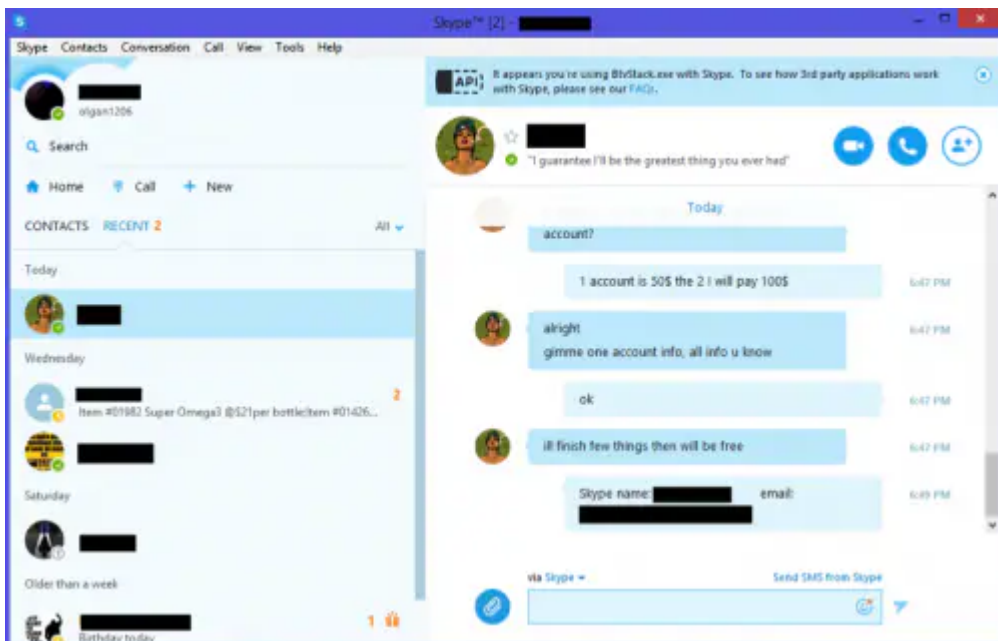 Skype™ [2] -
Skype Contacts Conversation Call View Tools Help
olgan1206
Search
Home Call New
CONTACTS RECENT 2 All
Today
Wednesday
2
Item #01982 Super Omega3 @$21per bottleItem #01426...
Saturday
Older than a week
1
Birthday today
API
It appears you're using BlvStack.exe with Skype. To see how 3rd party applications work
with Skype, please see our FAQs.
"I guarantee I'll be the greatest thing you ever had"
Today
account?
1 account is 50$ the 2 I will pay 100$ 6:47 PM
alright 6:47 PM
gimme one account info, all info u know
ok 6:47 PM
ill finish few things then will be free 6:47 PM
Skype name: email: 6:49 PM
via Skype Send SMS from Skype